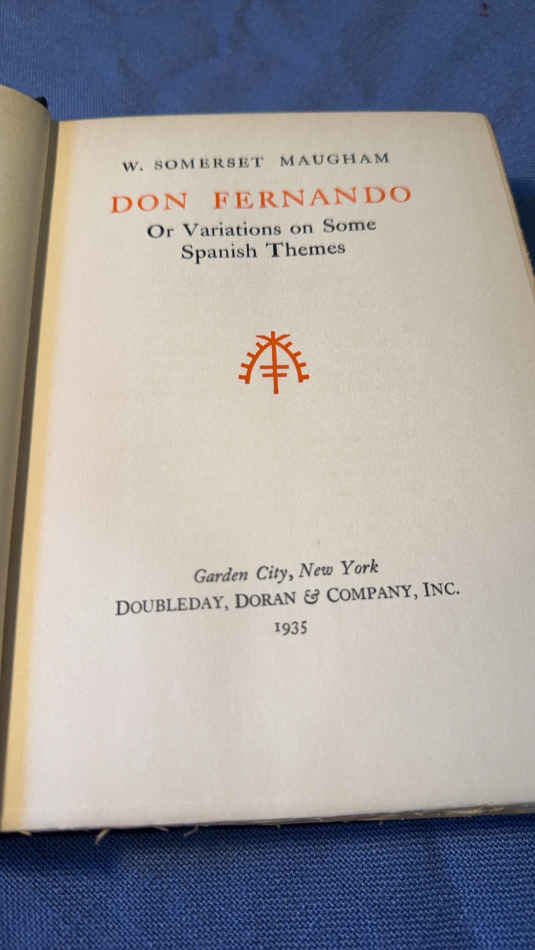 W. SOMERSET MAUGHAM
DON FERNANDO
Or Variations on Some
Spanish Themes
Garden City, New York
DOUBLEDAY, DORAN & COMPANY, INC.
1935